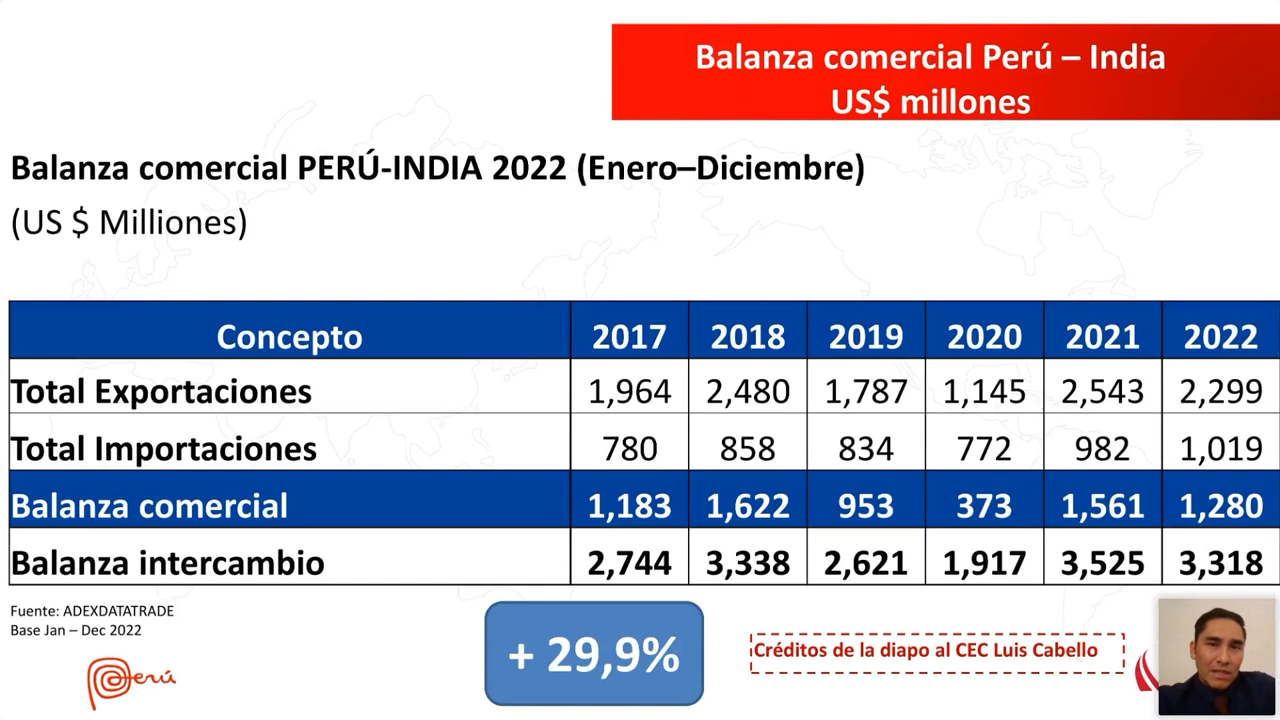 Balanza comercial Perú – India
US$ millones
Balanza comercial PERÚ-INDIA 2022 (Enero–Diciembre)
(US $ Milliones)
Concepto 2017 2018 2019 2020 2021 2022
Total Exportaciones 1,964 2,480 1,787 1,145 2,543 2,299
Total Importaciones 780 858 834 772 982 1,019
Balanza comercial 1,183 1,622 953 373 1,561 1,280
Balanza intercambio 2,744 3,338 2,621 1,917 3,525 3,318
Fuente: ADEXDATATRADE
Base Jan – Dec 2022
+ 29,9%
Créditos de la diapo al CEC Luis Cabello
Perú